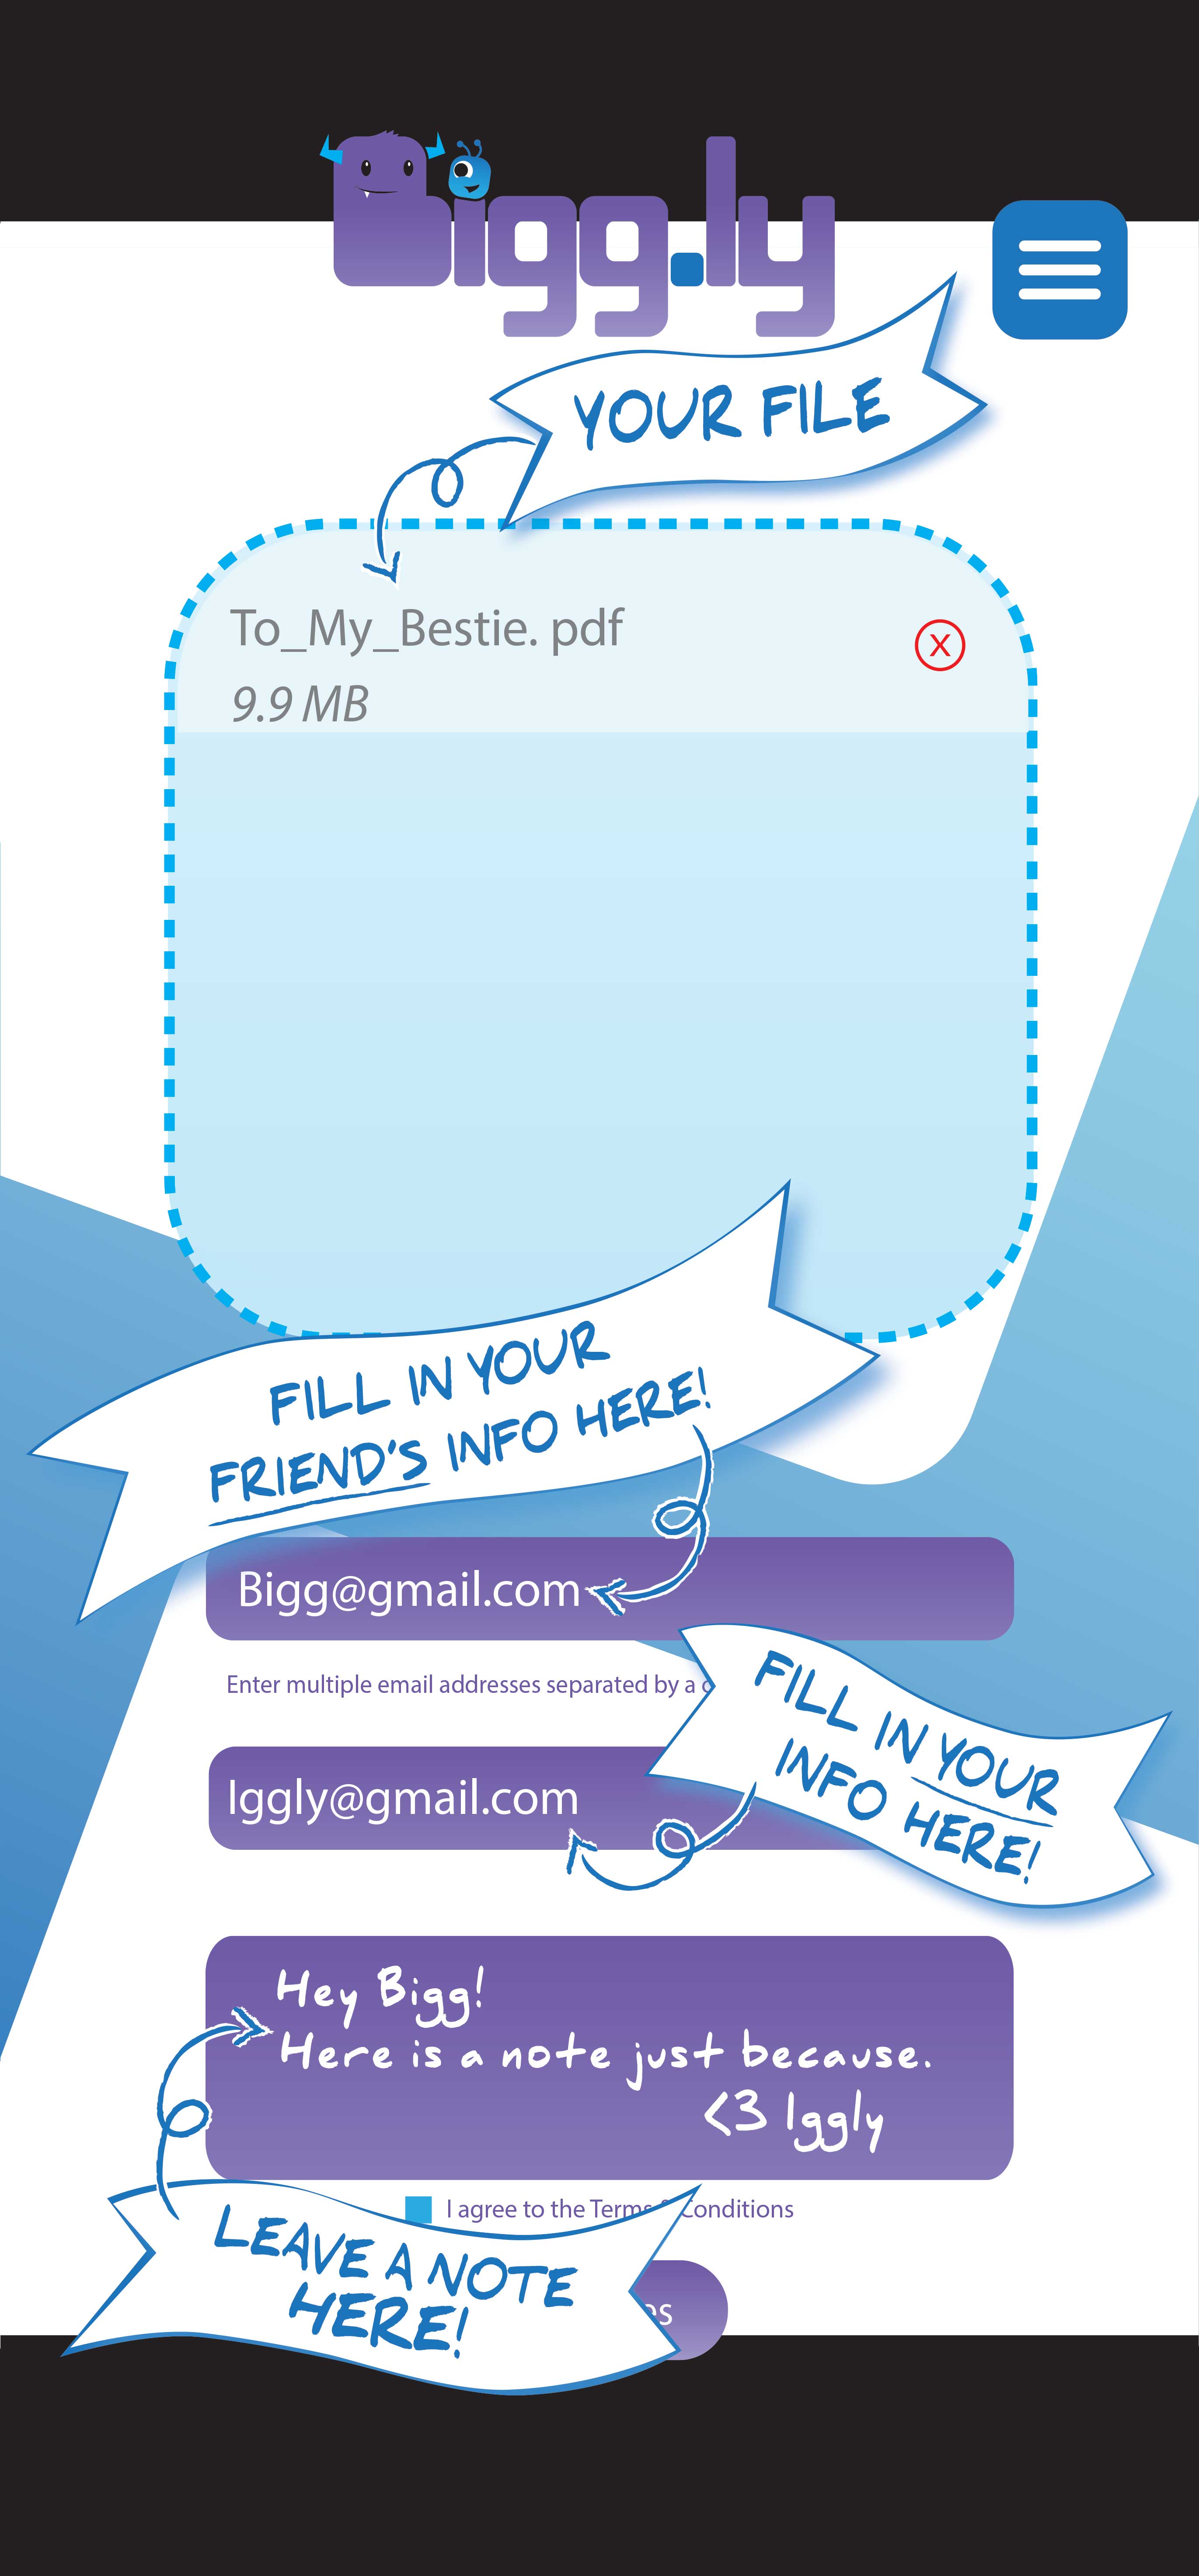 Bigg.ly
YOUR FILE
To_My_Bestie. pdf
X
9.9 MB
FILL IN YOUR
FRIEND'S INFO HERE!
Bigg@gmail.com
Enter multiple email addresses separated by a
FILL IN YOUR
INFO HERE!
Iggly@gmail.com
Hey Bigg!
Here is a note just because.
<3 Iggly
I agree to the Terms & Conditions
LEAVE A NOTE
HERE!